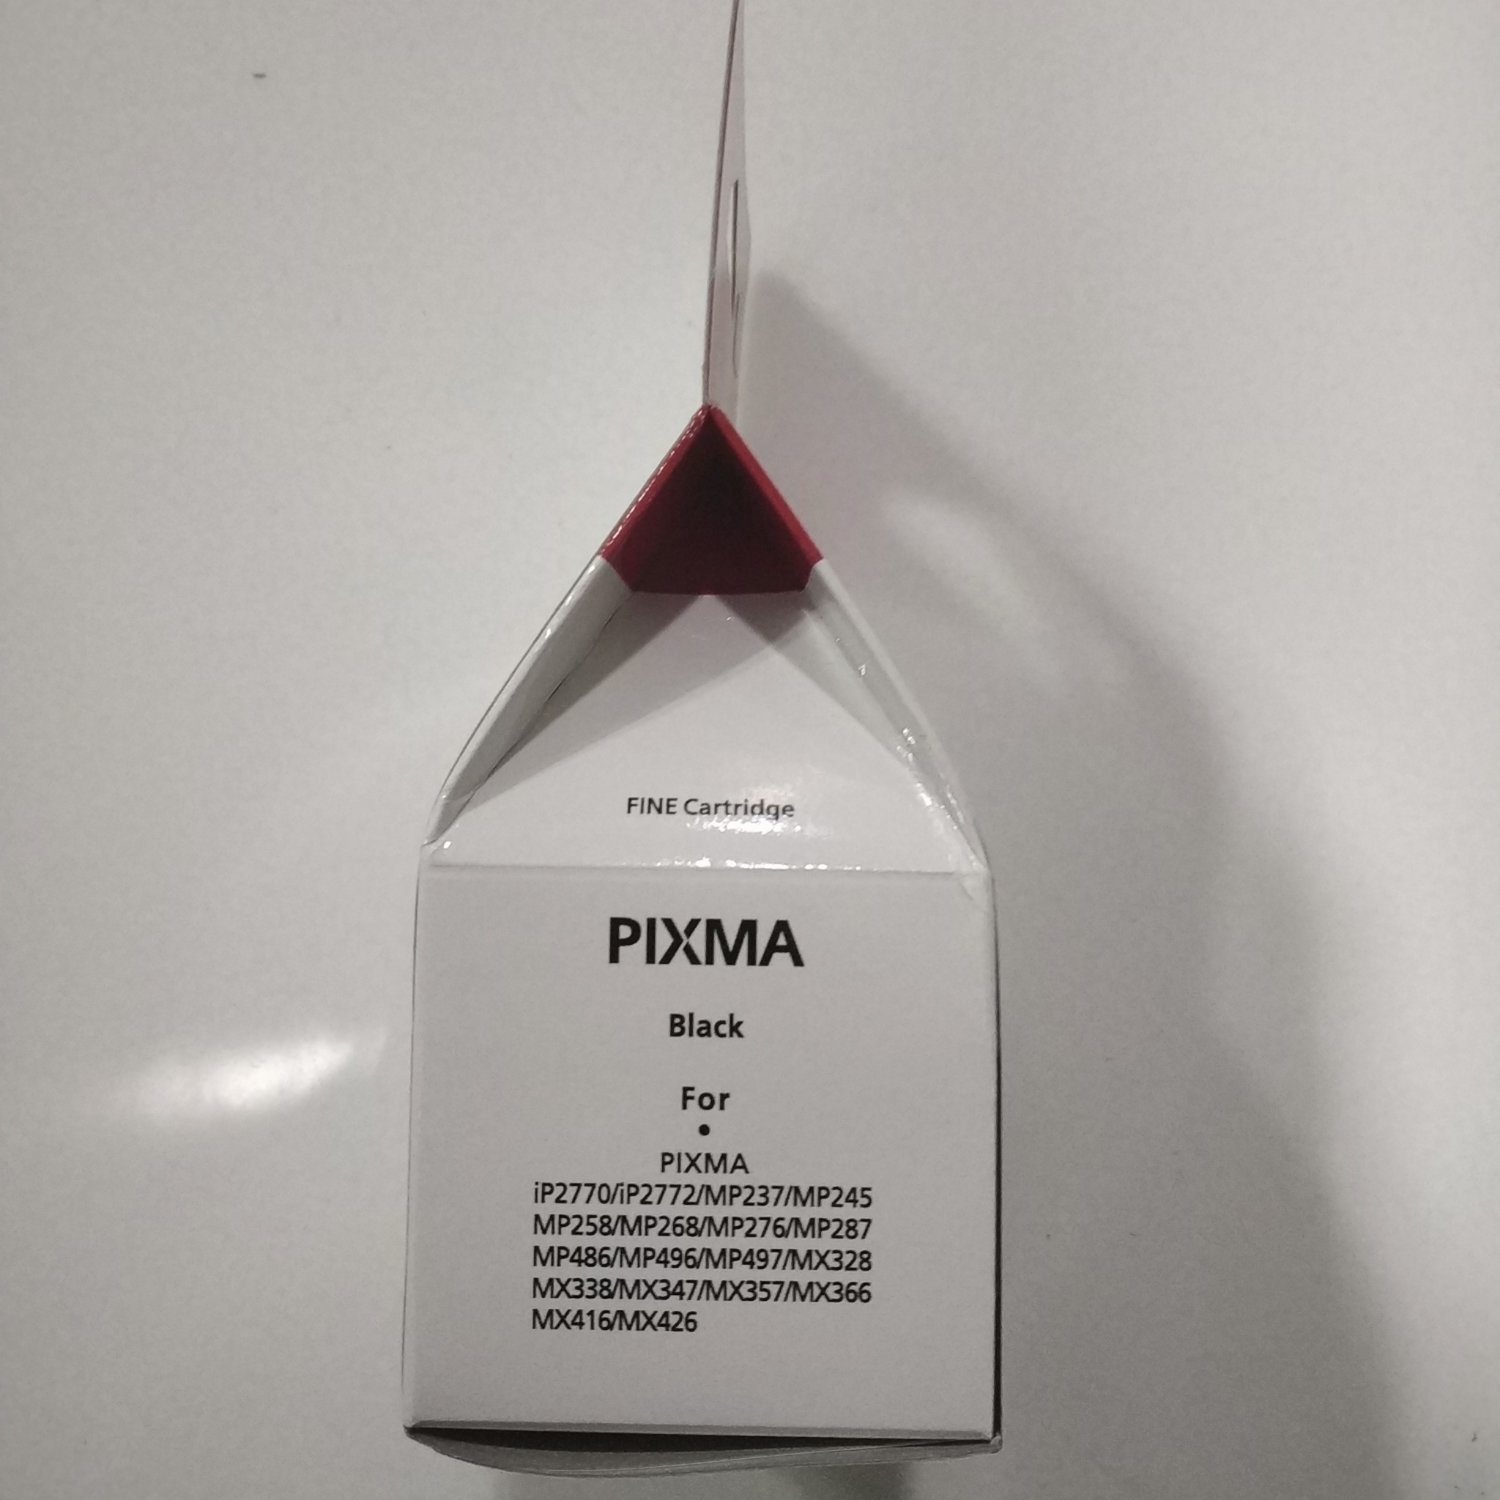 FINE Cartridge
PIXMA
Black
For
•
PIXMA
iP2770/iP2772/MP237/MP245
MP258/MP268/MP276/MP287
MP486/MP496/MP497/MX328
MX338/MX347/MX357/MX366
MX416/MX426